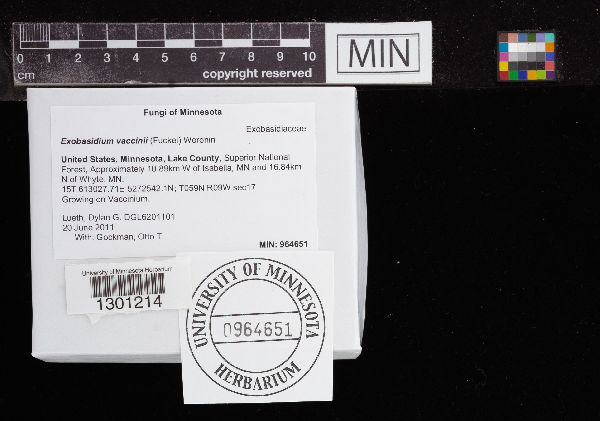 0 1 2 3 4 5 6 7 8 9 10
cm
copyright reserved
MIN
Fungi of Minnesota
Exobasidiaceae
Exobasidium vaccinii (Fuckel) Woronin
United States, Minnesota, Lake County, Superior National
Forest, Approximately 10.89km W of Isabella, MN and 16.84km
N of Whyte, MN.
15T 613027.71E 5272542.1N; T059N R09W sec17
Growing on Vaccinium.
Lueth, Dylan G. DGL6201101
20 June 2011
With: Gockman, Otto T.
MIN: 964651
University of Minnesota Herbarium
1301214
UNIVERSITY OF MINNESOTA
0964651
HERBARIUM